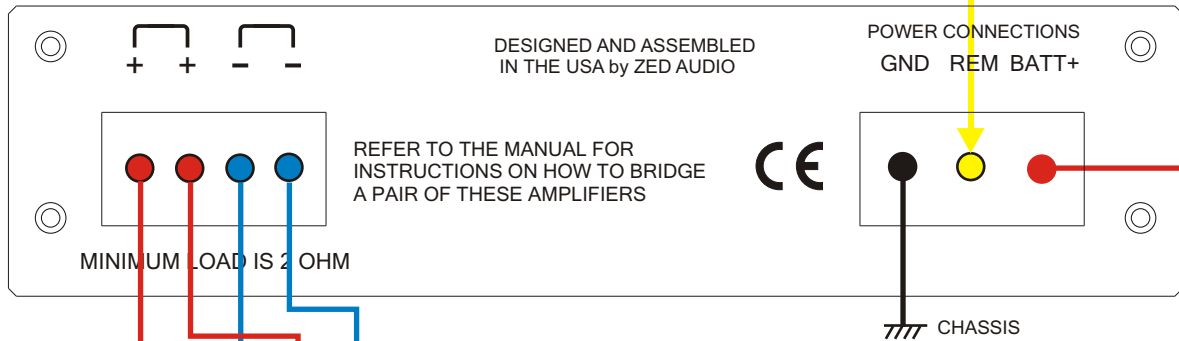 + + − −
DESIGNED AND ASSEMBLED
IN THE USA by ZED AUDIO
POWER CONNECTIONS
GND REM BATT+
REFER TO THE MANUAL FOR
INSTRUCTIONS ON HOW TO BRIDGE
A PAIR OF THESE AMPLIFIERS
CE
MINIMUM LOAD IS 2 OHM
CHASSIS